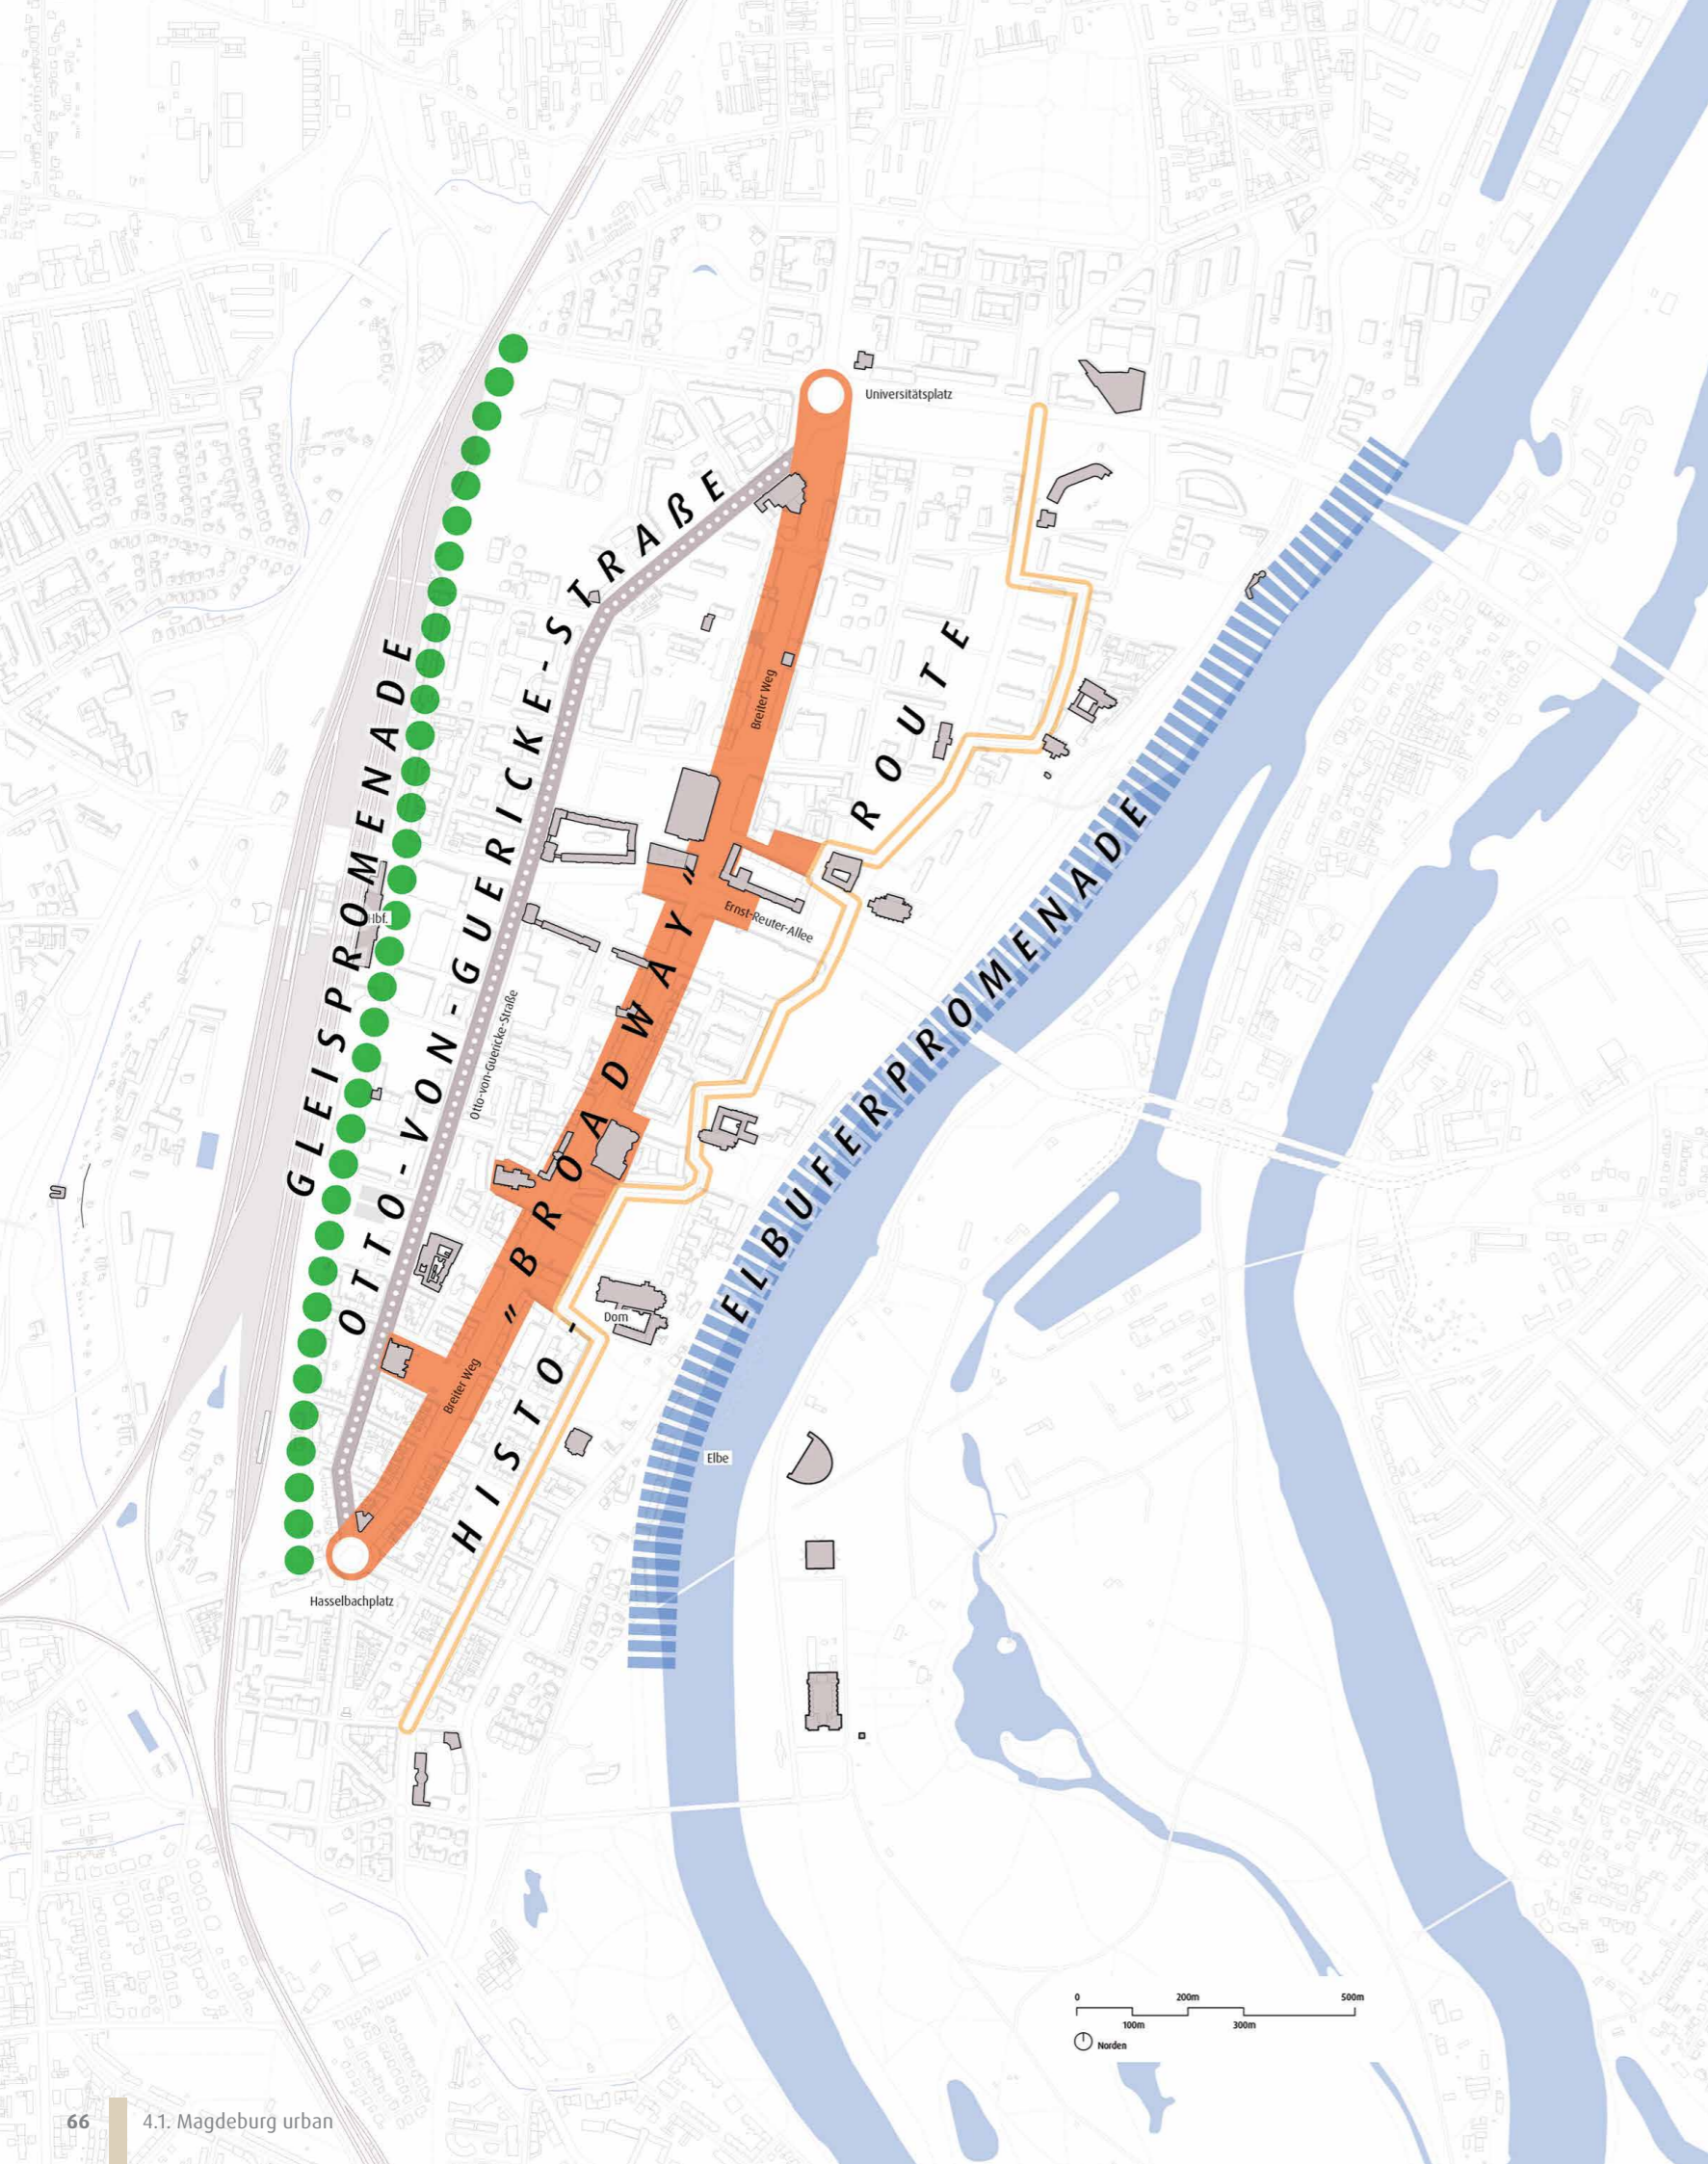 Universitätsplatz
GLEISPROMENADE
OTTO-VON-GUERICKE-STRAßE
Breiter Weg
ROUTE
Hbf.
Ernst-Reuter-Allee
Otto-von-Guericke-Straße
"BROADWAY"
ELBUFERPROMENADE
Dom
HISTO-
Breiter Weg
Elbe
Hasselbachplatz
0 200m 500m
100m 300m
Norden
66 4.1. Magdeburg urban